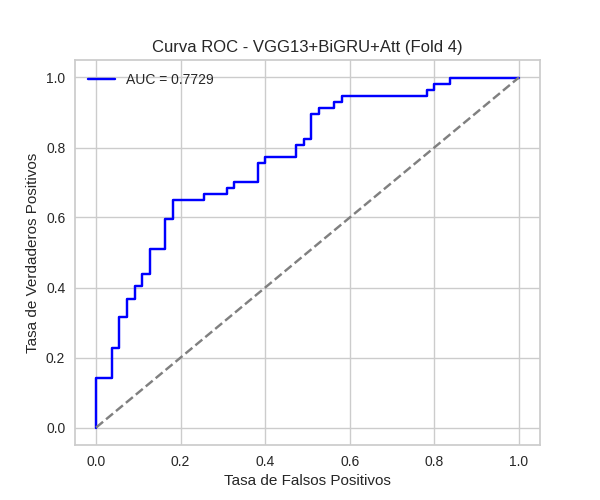 Curva ROC - VGG13+BiGRU+Att (Fold 4)
AUC = 0.7729
Tasa de Verdaderos Positivos
1.0
0.8
0.6
0.4
0.2
0.0
0.0 0.2 0.4 0.6 0.8 1.0
Tasa de Falsos Positivos